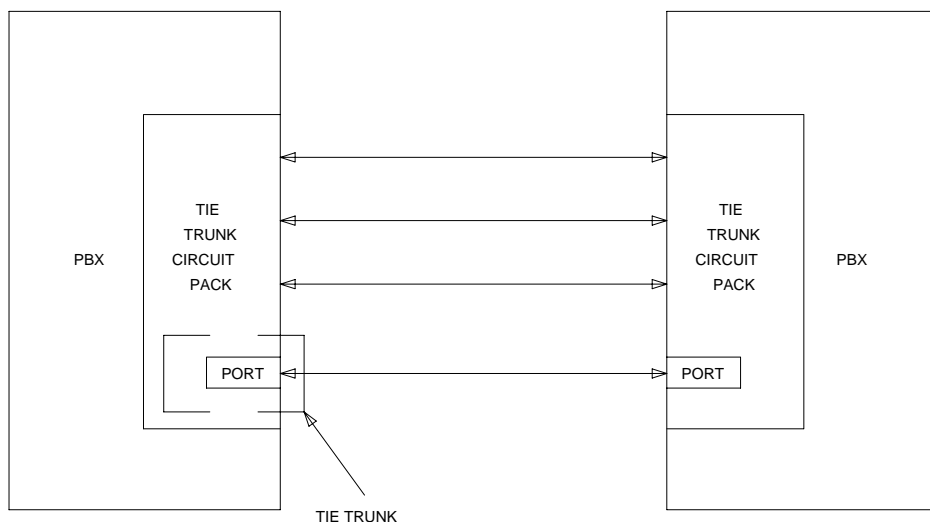 TIE
TRUNK
CIRCUIT
PACK
PBX
PORT
TIE
TRUNK
CIRCUIT
PACK
PBX
PORT
TIE TRUNK